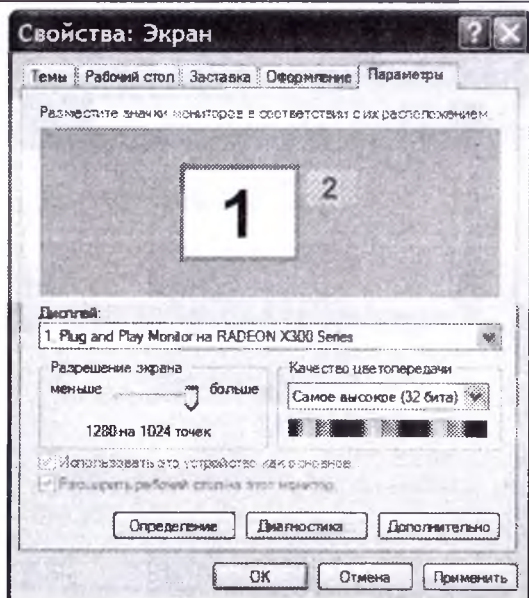 Свойства: Экран
Темы Рабочий стол Заставка Оформление Параметры
Разместите значки мониторов в соответствии с их расположением.
1 2
Дисплей:
1. Plug and Play Monitor на RADEON X300 Series
Разрешение экрана Качество цветопередачи
меньше больше Самое высокое (32 бита)
1280 на 1024 точек
Использовать это устройство как основное.
Расширить рабочий стол на этот монитор.
Определение Диагностика Дополнительно
OK Отмена Применить